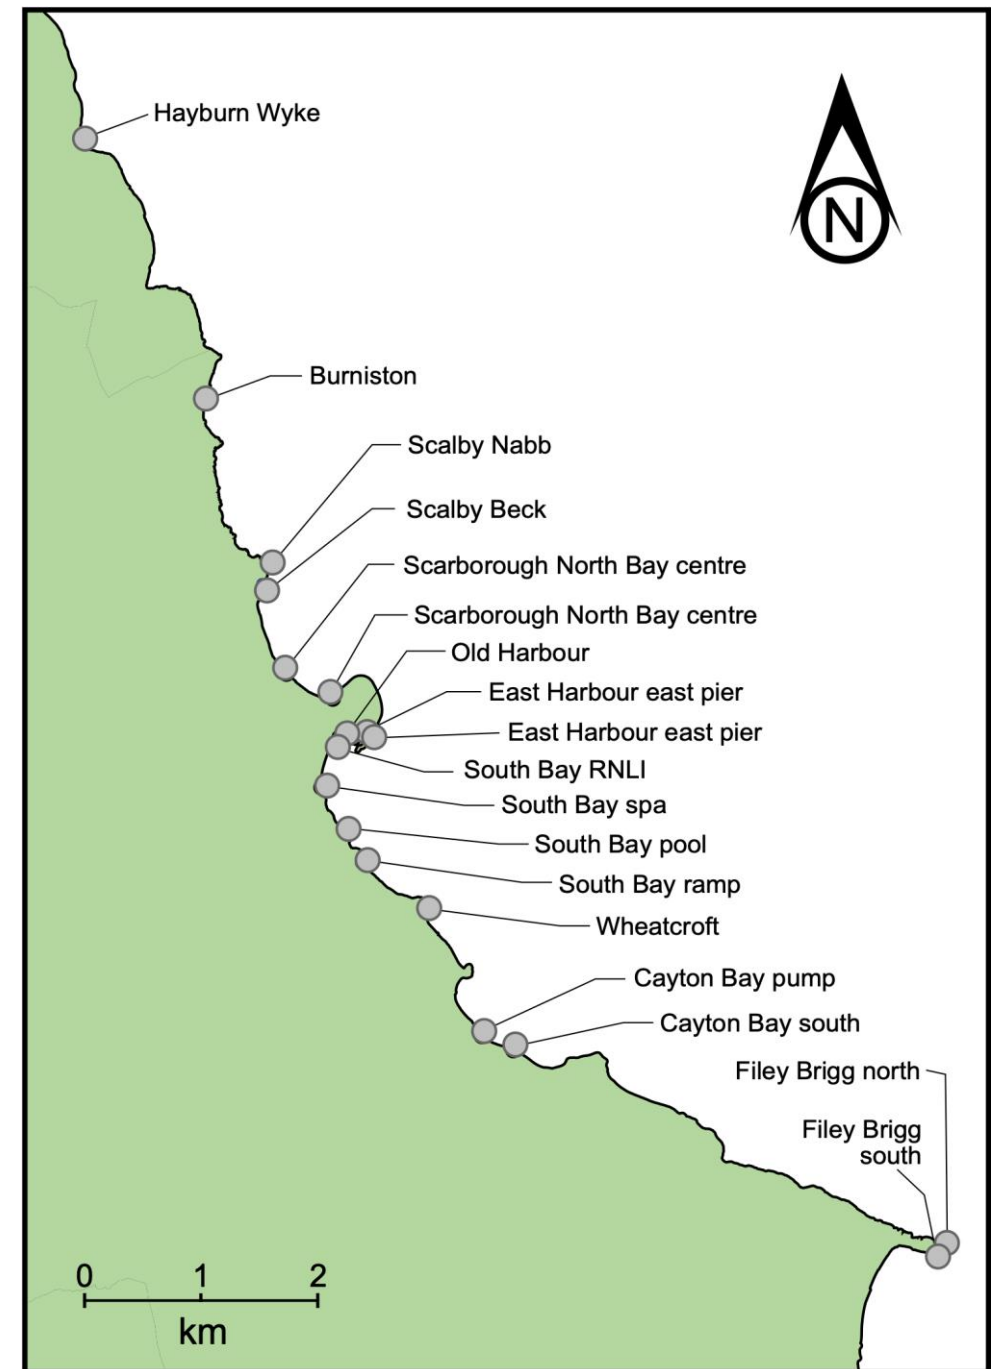 Hayburn Wyke
N
Burniston
Scalby Nabb
Scalby Beck
Scarborough North Bay centre
Scarborough North Bay centre
Old Harbour
East Harbour east pier
East Harbour east pier
South Bay RNLI
South Bay spa
South Bay pool
South Bay ramp
Wheatcroft
Cayton Bay pump
Cayton Bay south
Filey Brigg north
Filey Brigg
south
0 1 2
km